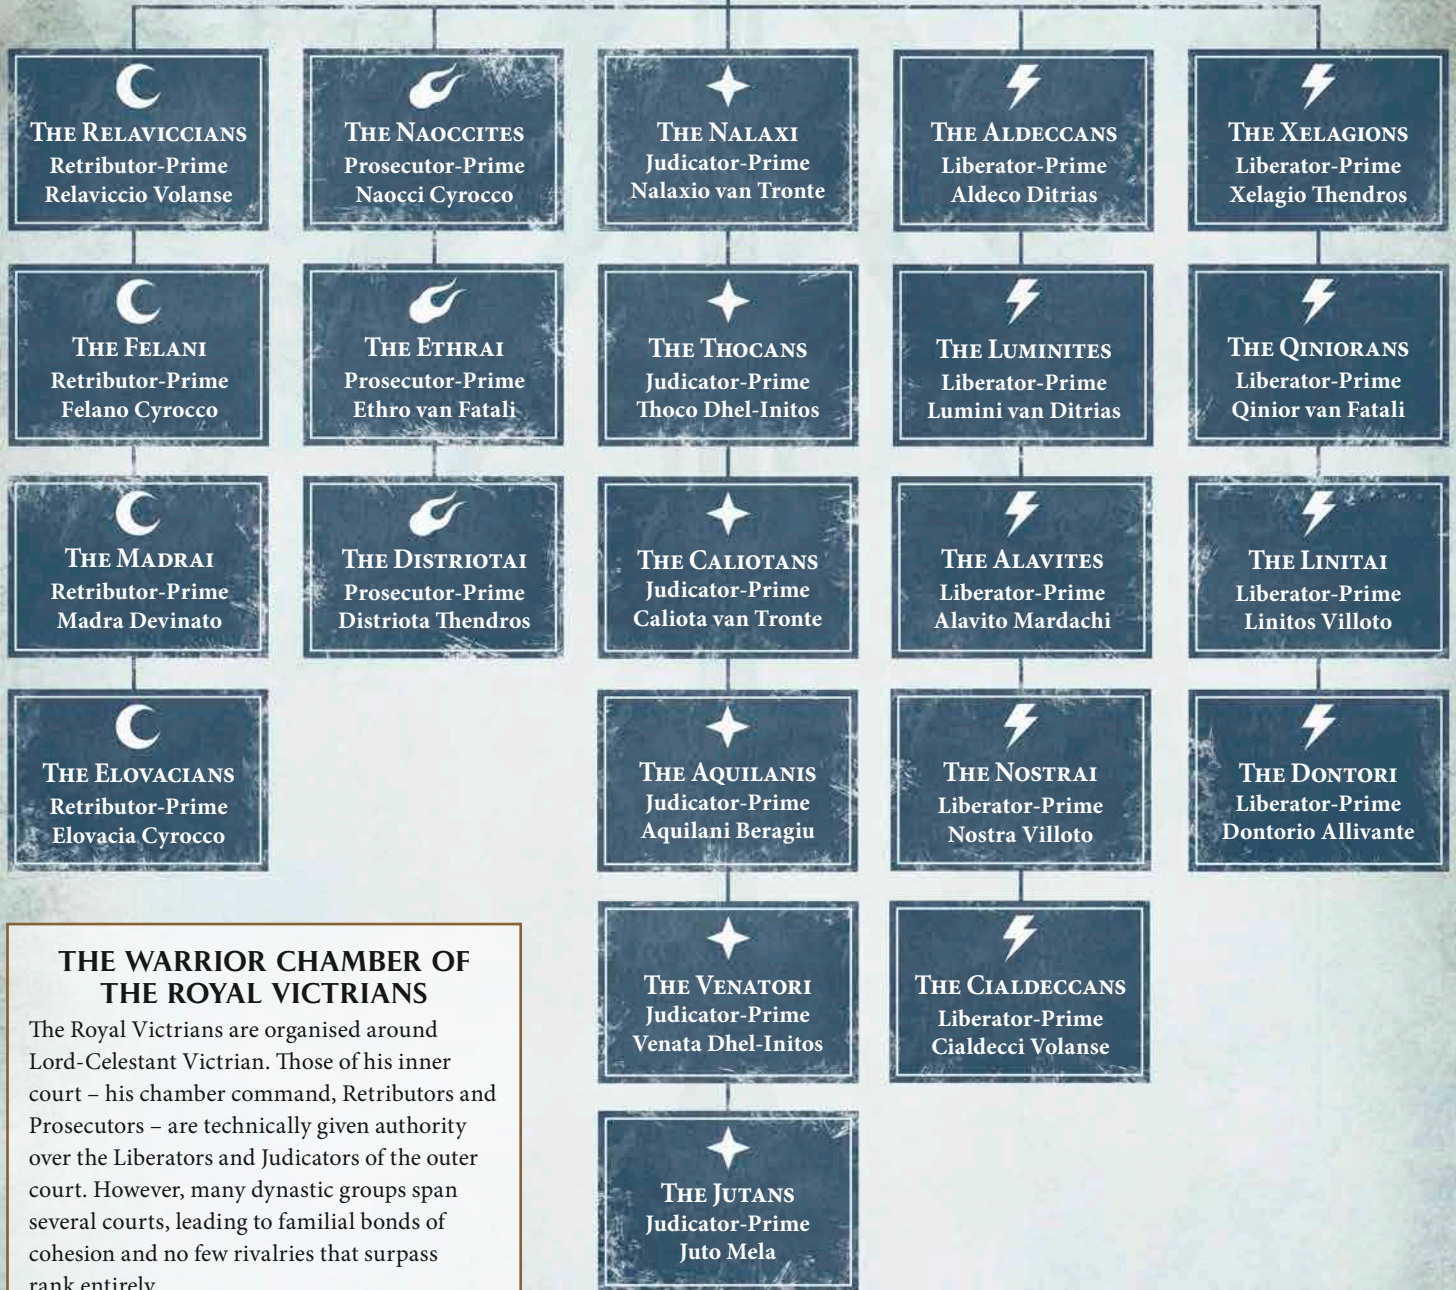 THE RELAVICCIANS
Retributor-Prime
Relaviccio Volanse
THE NAOCCITES
Prosecutor-Prime
Naocci Cyrocco
THE NALAXI
Judicator-Prime
Nalaxio van Tronte
THE ALDECCANS
Liberator-Prime
Aldeco Ditrias
THE XELAGIONS
Liberator-Prime
Xelagio Thendros
THE FELANI
Retributor-Prime
Felano Cyrocco
THE ETHRAI
Prosecutor-Prime
Ethro van Fatali
THE THOCANS
Judicator-Prime
Thoco Dhel-Initos
THE LUMINITES
Liberator-Prime
Lumini van Ditrias
THE QINIORANS
Liberator-Prime
Qinior van Fatali
THE MADRAI
Retributor-Prime
Madra Devinato
THE DISTRIOTAI
Prosecutor-Prime
Distriota Thendros
THE CALIOTANS
Judicator-Prime
Caliota van Tronte
THE ALAVITES
Liberator-Prime
Alavito Mardachi
THE LINITAI
Liberator-Prime
Linitos Villoto
THE ELOVACIANS
Retributor-Prime
Elovacia Cyrocco
THE AQUILANIS
Judicator-Prime
Aquilani Beragiu
THE NOSTRAI
Liberator-Prime
Nostra Villoto
THE DONTORI
Liberator-Prime
Dontorio Allivante
THE VENATORI
Judicator-Prime
Venata Dhel-Initos
THE CIALDECCANS
Liberator-Prime
Cialdecci Volanse
THE JUTANS
Judicator-Prime
Juto Mela
THE WARRIOR CHAMBER OF
THE ROYAL VICTRIANS
The Royal Victrians are organised around
Lord-Celestant Victrian. Those of his inner
court – his chamber command, Retributors and
Prosecutors – are technically given authority
over the Liberators and Judicators of the outer
court. However, many dynastic groups span
several courts, leading to familial bonds of
cohesion and no few rivalries that surpass
rank entirely.